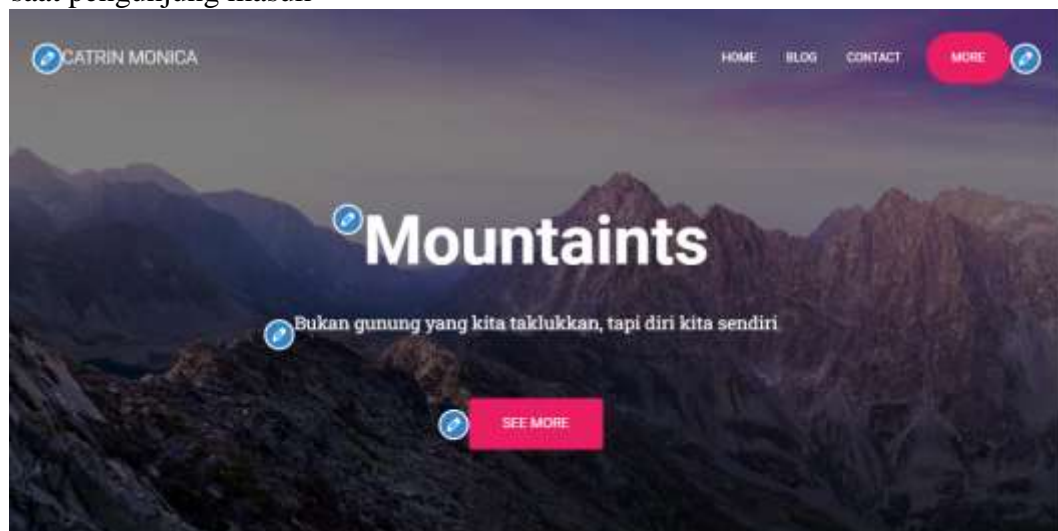 saat pengunjung masuk
CATRIN MONICA
HOME BLOG CONTACT MORE
Mountaints
Bukan gunung yang kita taklukkan, tapi diri kita sendiri
SEE MORE